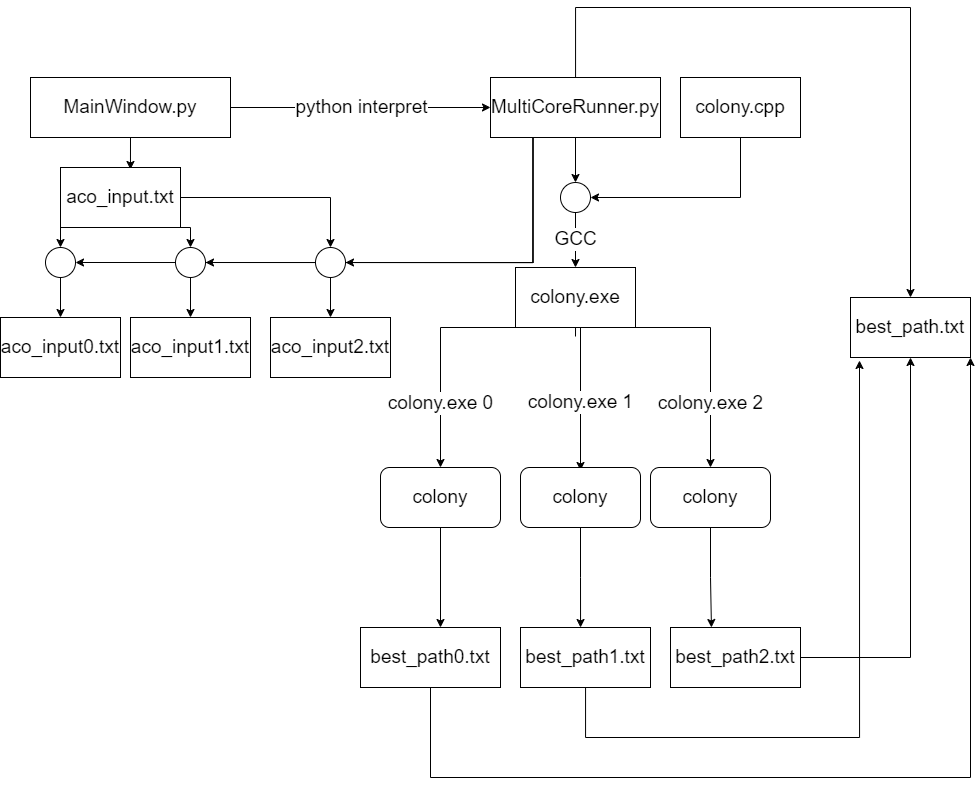 MainWindow.py
python interpret
MultiCoreRunner.py
colony.cpp
aco_input.txt
GCC
colony.exe
best_path.txt
aco_input0.txt
aco_input1.txt
aco_input2.txt
colony.exe 0
colony.exe 1
colony.exe 2
colony
colony
colony
best_path0.txt
best_path1.txt
best_path2.txt